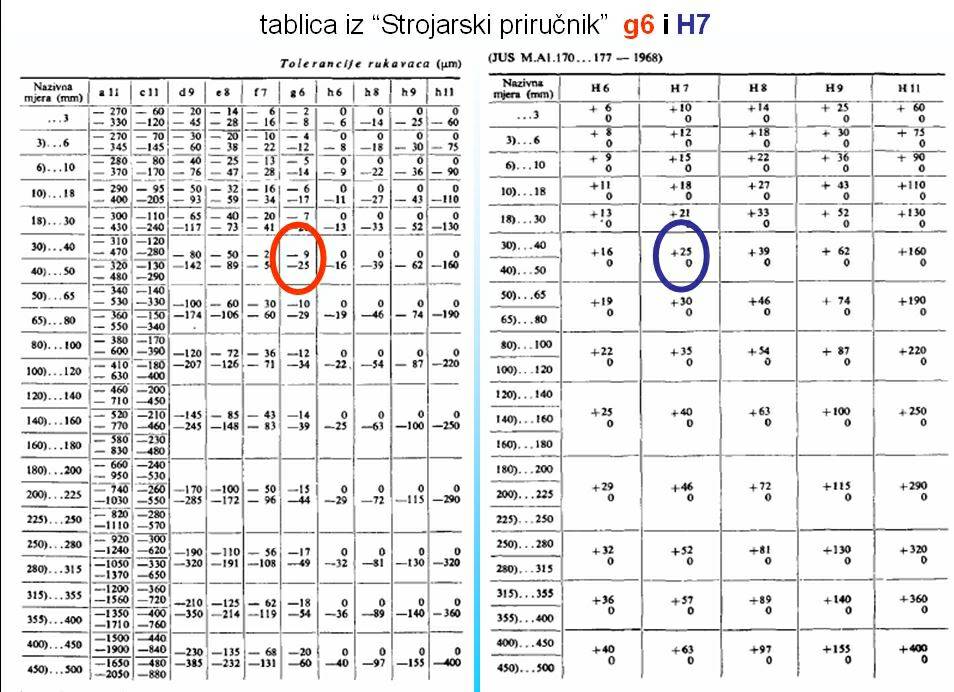 tablica iz “Strojarski priručnik” g6 i H7
Tolerancije rukavaca (μm)
Nazivna mjera (mm) a11 c11 d9 e8 f7 g6 h6 h8 h9 h11
...3 — 270 — 60 — 20 — 14 — 6 — 2 0 0 0 0
— 330 —120 — 45 — 28 — 16 — 8 — 6 —14 — 25 — 60
3)...6 — 270 — 70 — 30 — 20 — 10 — 4 0 0 0 0
— 345 —145 — 60 — 38 — 22 —12 — 8 —18 — 30 — 75
6)...10 — 280 — 80 — 40 — 25 — 13 — 5 0 0 0 0
— 370 —170 — 76 — 47 — 28 —14 — 9 —22 — 36 — 90
10)...18 — 290 — 95 — 50 — 32 — 16 — 6 0 0 0 0
— 400 —205 — 93 — 59 — 34 —17 —11 —27 — 43 —110
18)...30 — 300 —110 — 65 — 40 — 20 — 7 0 0 0 0
— 430 —240 —117 — 73 — 41 —13 —33 — 52 —130
30)...40 — 310 —120
— 470 —280 — 80 — 50 — 9 0 0 0 0
40)...50 — 320 —130 —142 — 89 —25 —16 —39 — 62 —160
— 480 —290
50)...65 — 340 —140
— 530 —330 —100 — 60 — 30 —10 0 0 0 0
65)...80 — 360 —150 —174 —106 — 60 —29 —19 —46 — 74 —190
— 550 —340
80)...100 — 380 —170
— 600 —390 —120 — 72 — 36 —12 0 0 0 0
100)...120 — 410 —180 —207 —126 — 71 —34 —22 —54 — 87 —220
— 630 —400
120)...140 — 460 —200
— 710 —450
140)...160 — 520 —210 —145 — 85 — 43 —14 0 0 0 0
— 770 —460 —245 —148 — 83 —39 —25 —63 —100 —250
160)...180 — 580 —230
— 830 —480
180)...200 — 660 —240
— 950 —530
200)...225 — 740 —260 —170 —100 — 50 —15 0 0 0 0
—1030 —550 —285 —172 — 96 —44 —29 —72 —115 —290
225)...250 — 820 —280
—1110 —570
250)...280 — 920 —300
—1240 —620 —190 —110 — 56 —17 0 0 0 0
280)...315 —1050 —330 —320 —191 —108 —49 —32 —81 —130 —320
—1370 —650
315)...355 —1200 —360
—1560 —720 —210 —125 — 62 —18 0 0 0 0
355)...400 —1350 —400 —350 —214 —119 —54 —36 —89 —140 —360
—1710 —760
400)...450 —1500 —440
—1900 —840 —230 —135 — 68 —20 0 0 0 0
450)...500 —1650 —480 —385 —232 —131 —60 —40 —97 —155 —400
—2050 —880
(JUS M.A1.170...177 — 1968)
Nazivna mjera (mm) H6 H7 H8 H9 H11
...3 + 6 +10 +14 + 25 + 60
0 0 0 0 0
3)...6 + 8 +12 +18 + 30 + 75
0 0 0 0 0
6)...10 + 9 +15 +22 + 36 + 90
0 0 0 0 0
10)...18 +11 +18 +27 + 43 +110
0 0 0 0 0
18)...30 +13 +21 +33 + 52 +130
0 0 0 0 0
30)...40 +16 +25 +39 + 62 +160
40)...50 0 0 0 0 0
50)...65 +19 +30 +46 + 74 +190
65)...80 0 0 0 0 0
80)...100 +22 +35 +54 + 87 +220
100)...120 0 0 0 0 0
120)...140
140)...160 +25 +40 +63 +100 +250
0 0 0 0 0
160)...180
180)...200
200)...225 +29 +46 +72 +115 +290
0 0 0 0 0
225)...250
250)...280 +32 +52 +81 +130 +320
280)...315 0 0 0 0 0
315)...355 +36 +57 +89 +140 +360
355)...400 0 0 0 0 0
400)...450 +40 +63 +97 +155 +400
450)...500 0 0 0 0 0